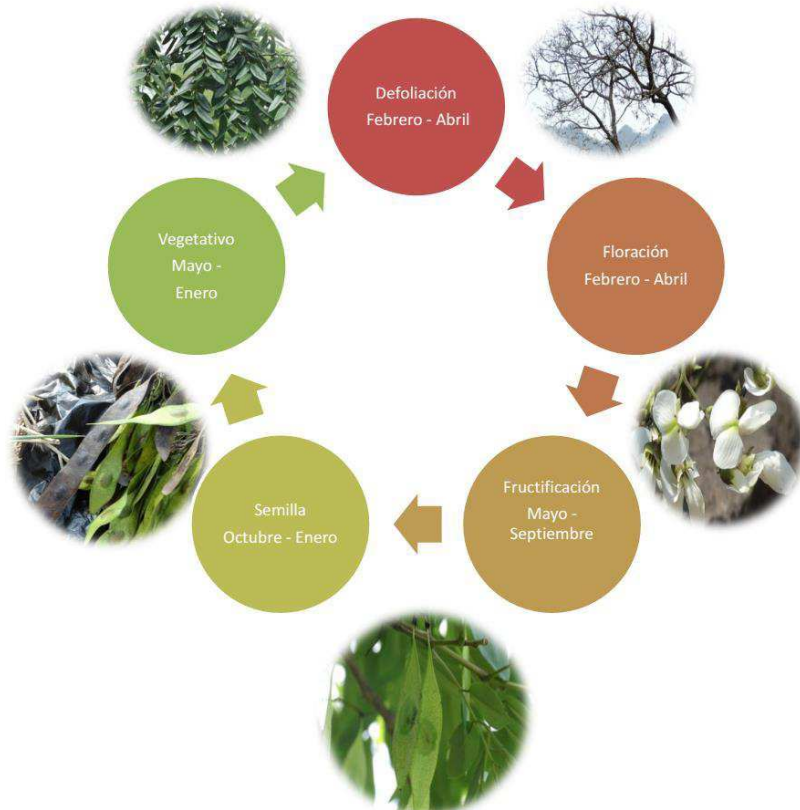 Defoliación
Febrero - Abril
Floración
Febrero - Abril
Fructificación
Mayo -
Septiembre
Semilla
Octubre - Enero
Vegetativo
Mayo -
Enero